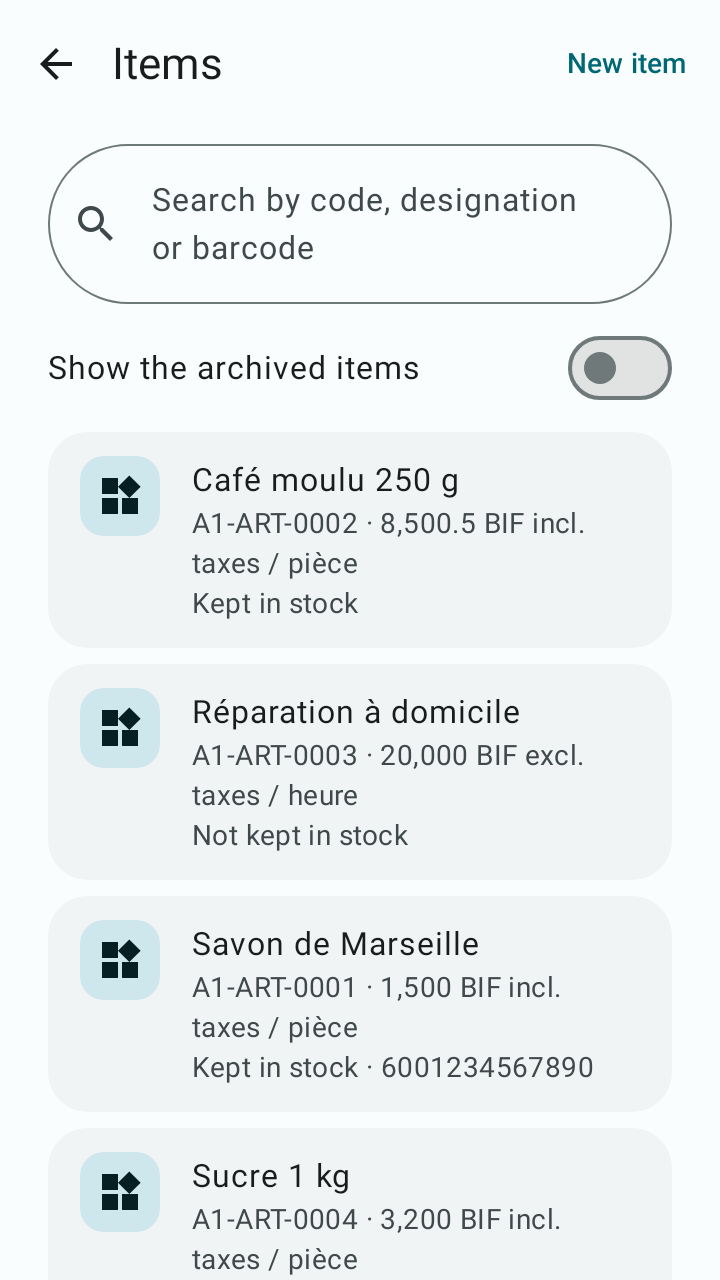 Items
New item
Search by code, designation
or barcode
Show the archived items
Café moulu 250 g
A1-ART-0002 · 8,500.5 BIF incl.
taxes / pièce
Kept in stock
Réparation à domicile
A1-ART-0003 · 20,000 BIF excl.
taxes / heure
Not kept in stock
Savon de Marseille
A1-ART-0001 · 1,500 BIF incl.
taxes / pièce
Kept in stock · 6001234567890
Sucre 1 kg
A1-ART-0004 · 3,200 BIF incl.
taxes / pièce